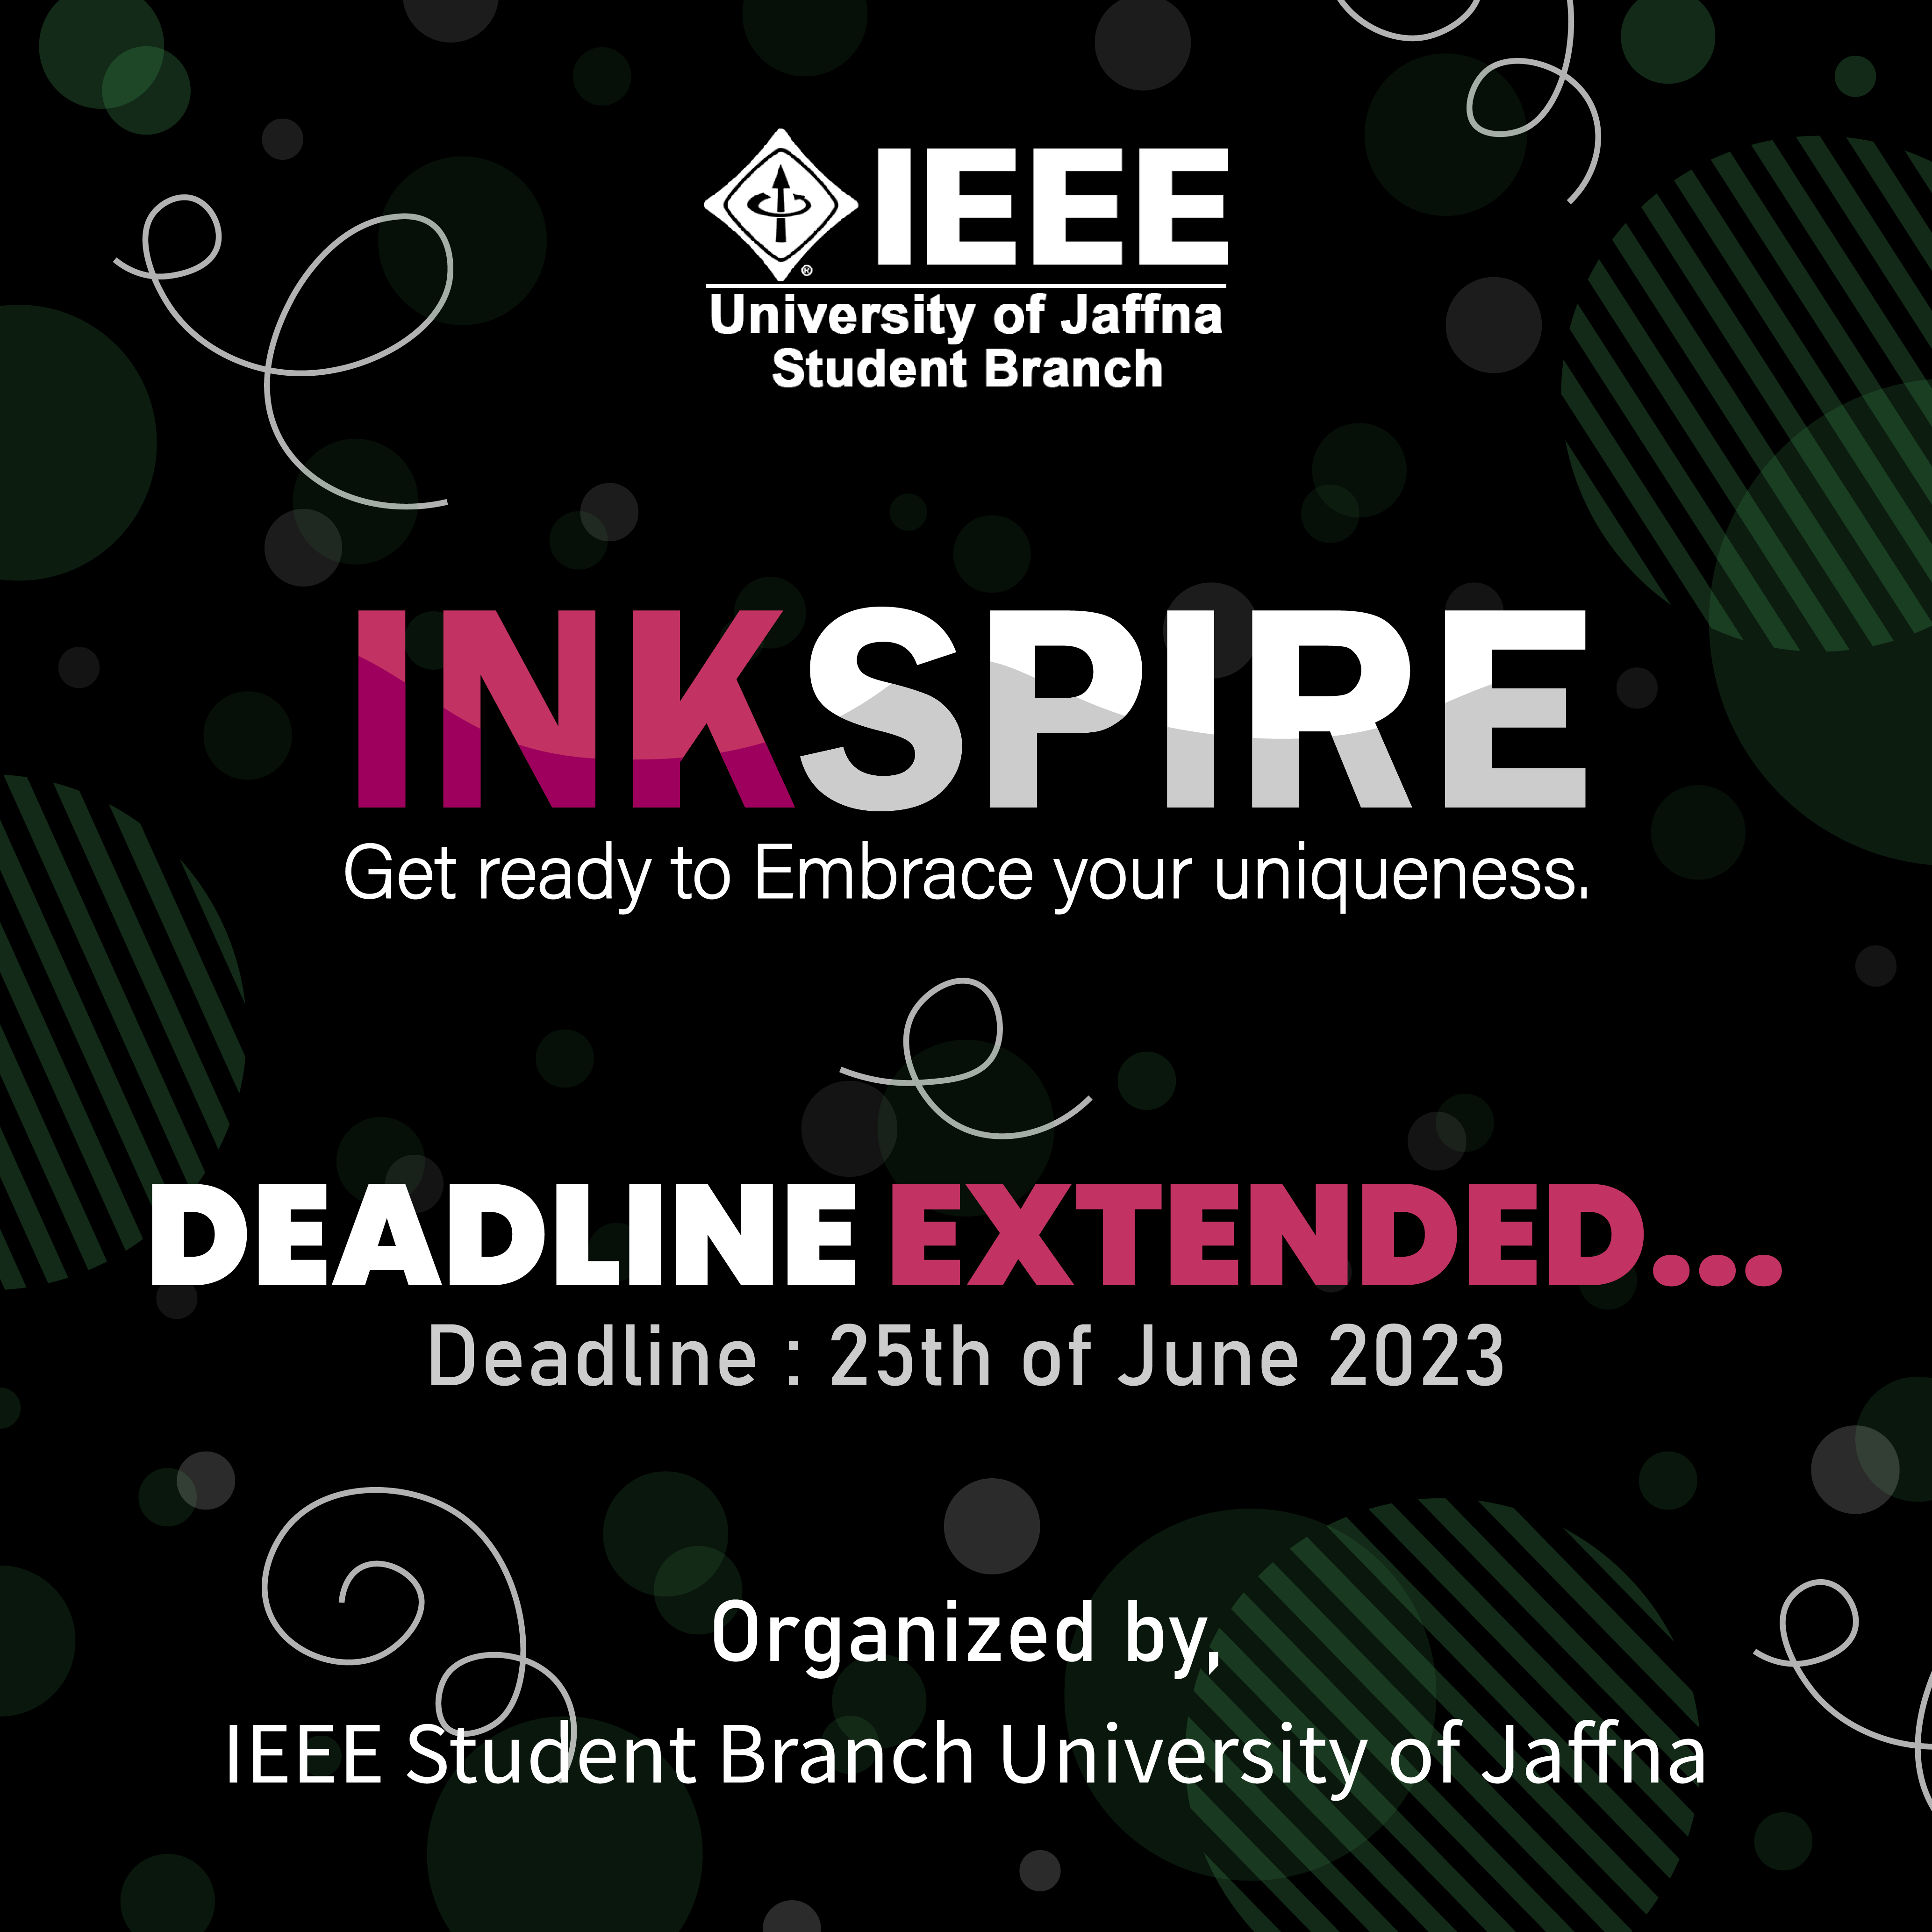 IEEE
®
University of Jaffna
Student Branch
INKSPIRE
Get ready to Embrace your uniqueness.
DEADLINE EXTENDED...
Deadline : 25th of June 2023
Organized by,
IEEE Student Branch University of Jaffna